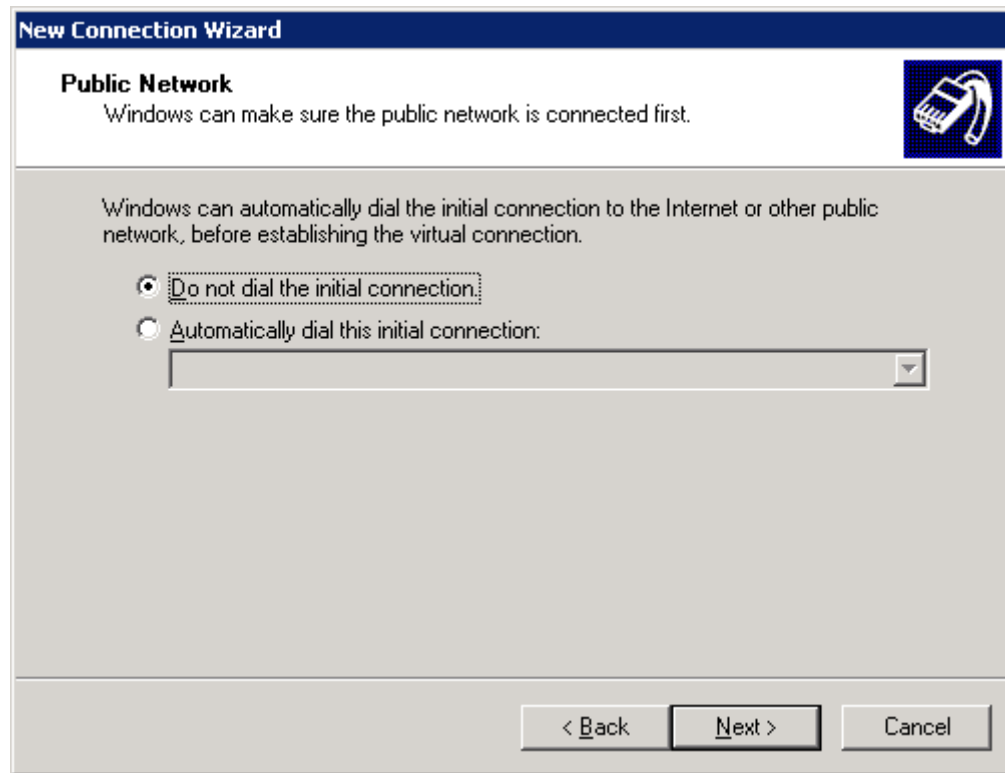 New Connection Wizard
Public Network
Windows can make sure the public network is connected first.
Windows can automatically dial the initial connection to the Internet or other public
network, before establishing the virtual connection.
Do not dial the initial connection.
Automatically dial this initial connection:
< Back Next > Cancel